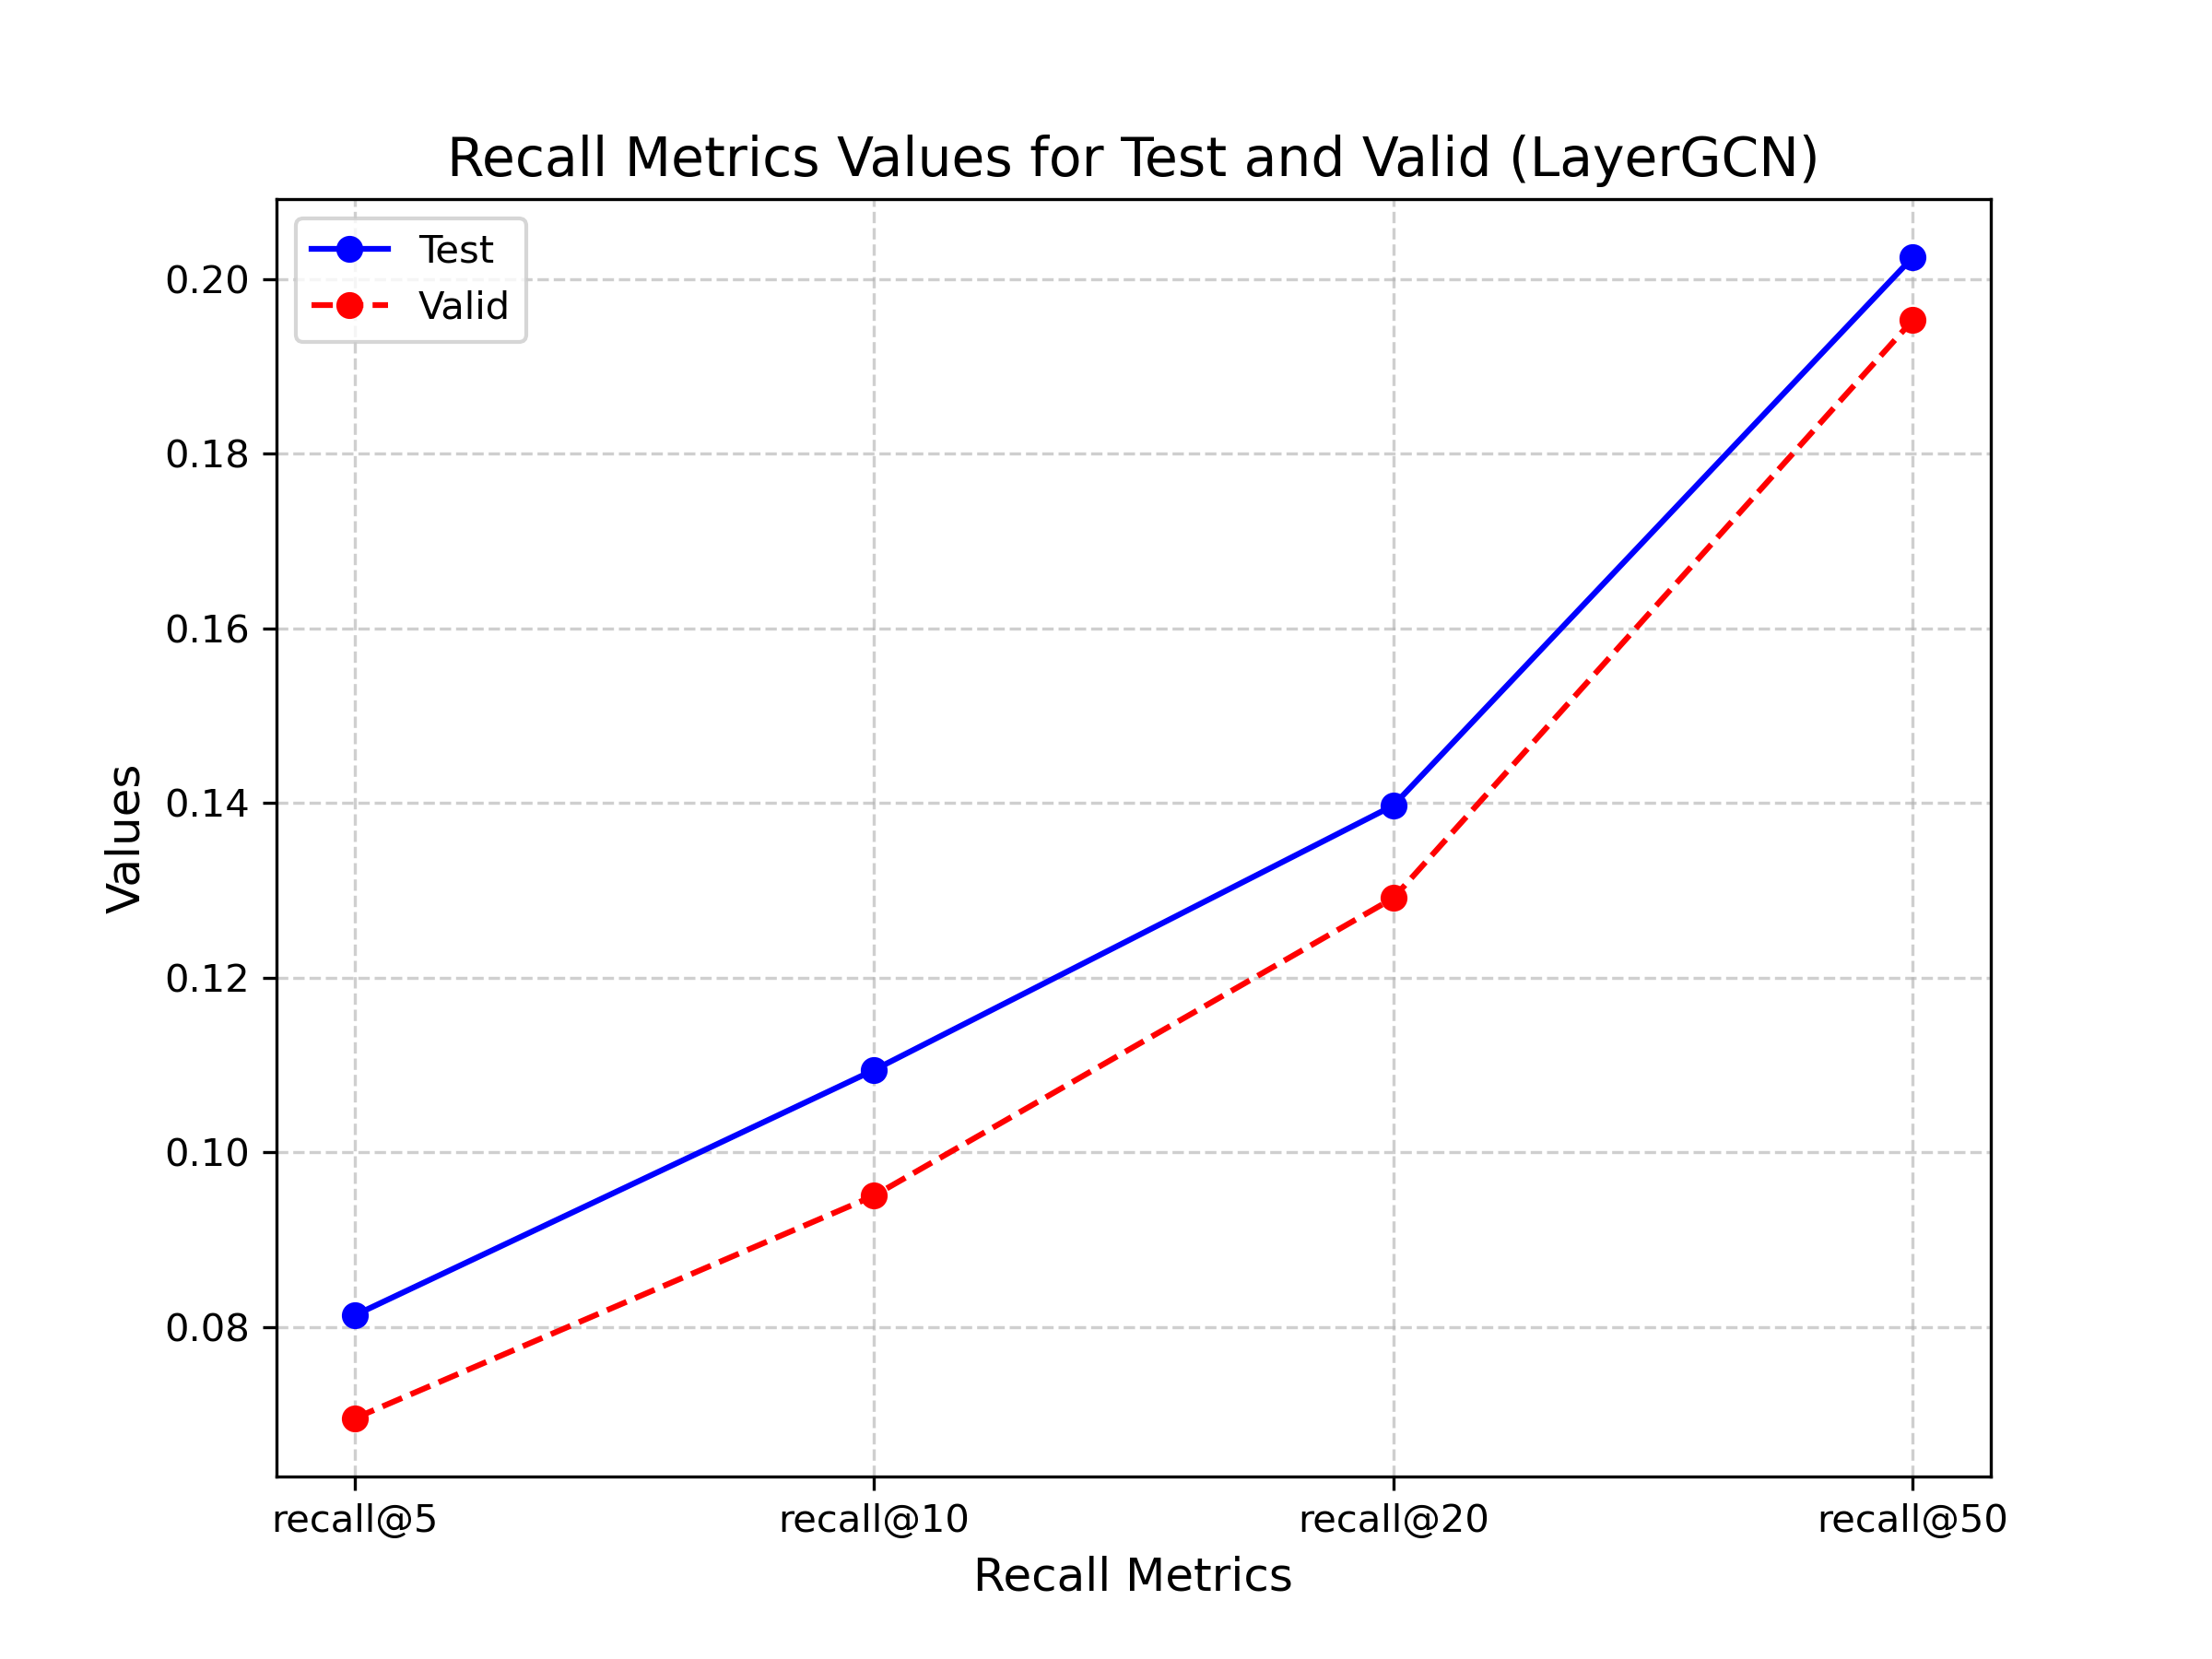 Recall Metrics Values for Test and Valid (LayerGCN)
Test
Valid
0.20
0.18
0.16
0.14
0.12
0.10
0.08
Values
recall@5 recall@10 recall@20 recall@50
Recall Metrics